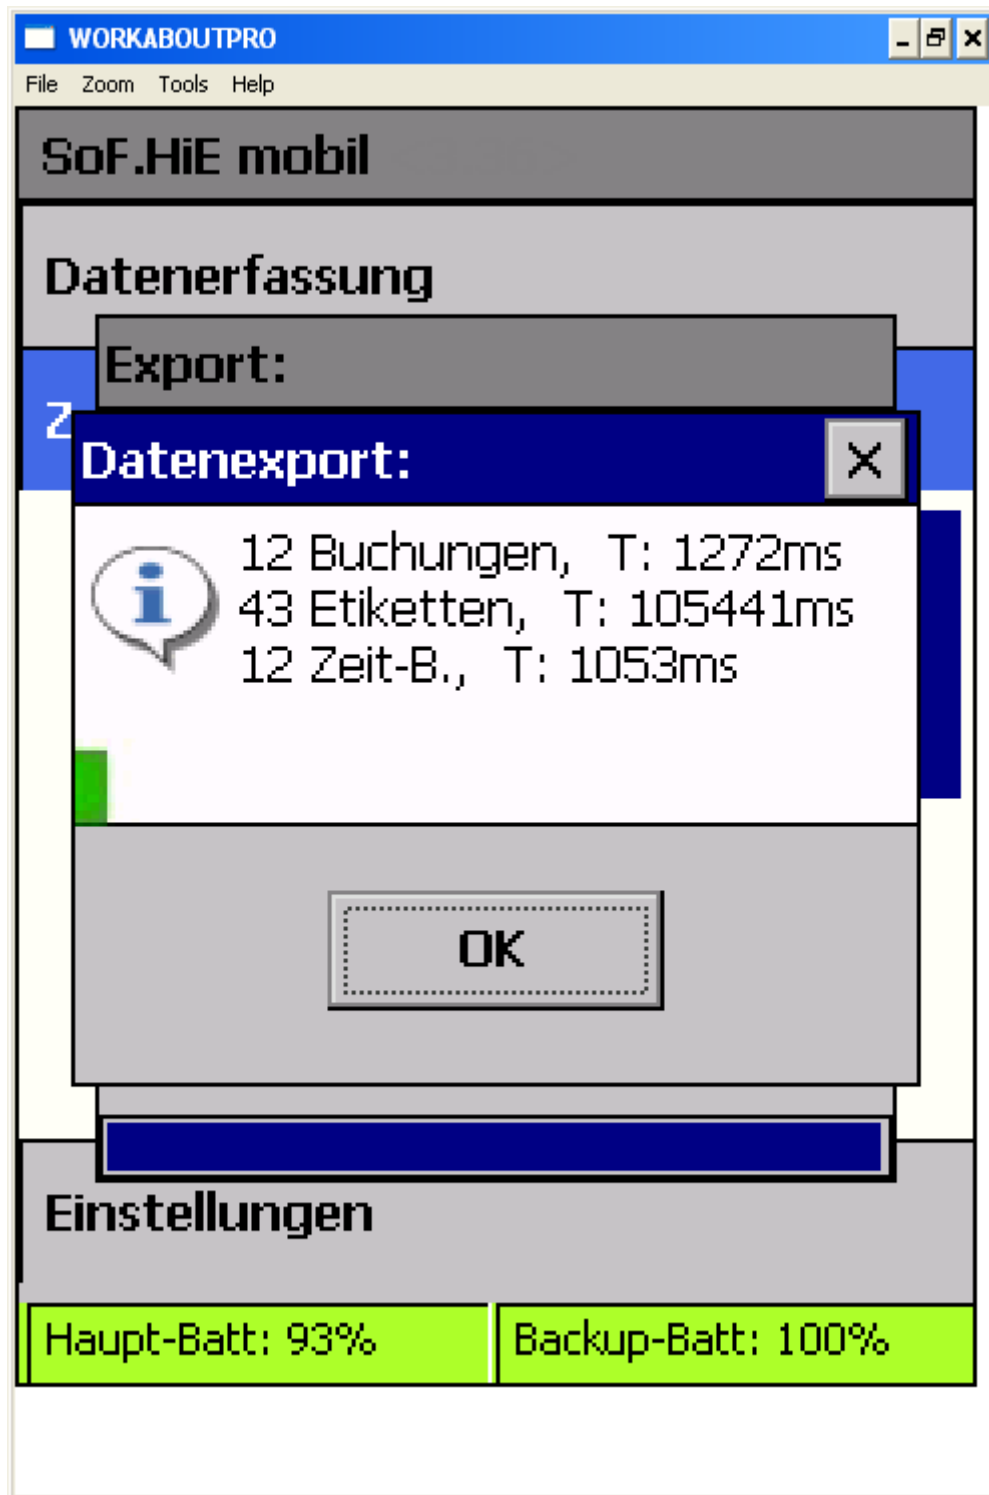 WORKABOUTPRO
File Zoom Tools Help
SoF.HiE mobil
Datenerfassung
Export:
Z
Datenexport:
12 Buchungen, T: 1272ms
43 Etiketten, T: 105441ms
12 Zeit-B., T: 1053ms
OK
Einstellungen
Haupt-Batt: 93% Backup-Batt: 100%